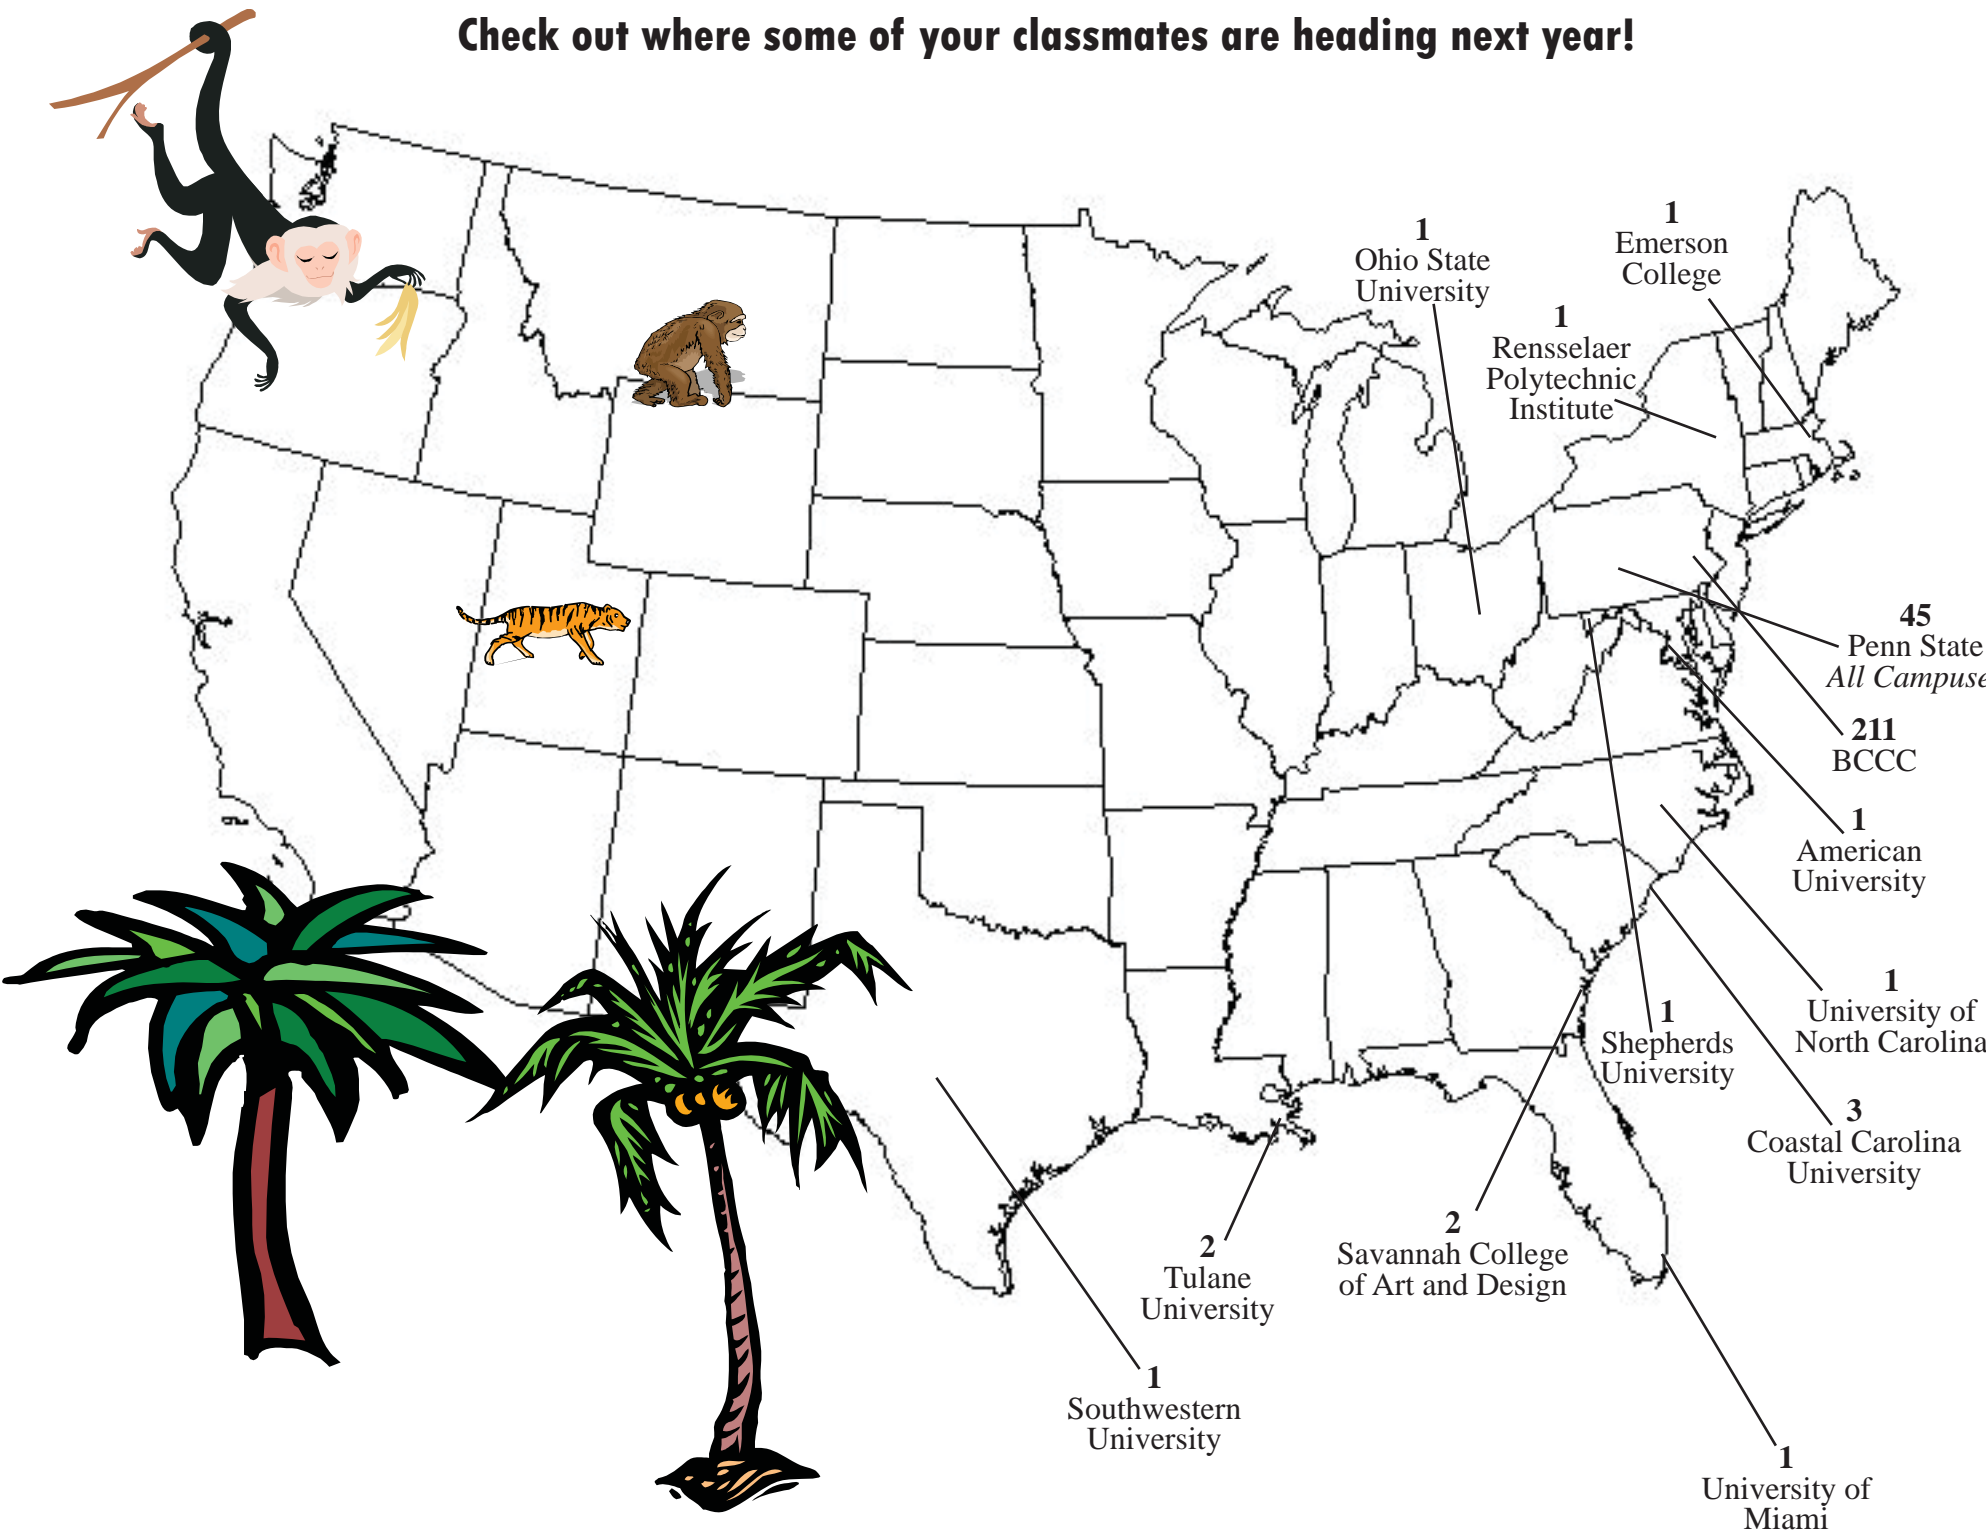 Check out where some of your classmates are heading next year!
1
Ohio State
University
1
Emerson
College
1
Rensselaer
Polytechnic
Institute
45
Penn State
All Campuse
211
BCCC
1
American
University
1
University of
North Carolina
1
Shepherds
University
3
Coastal Carolina
University
2
Savannah College
of Art and Design
2
Tulane
University
1
Southwestern
University
1
University of
Miami